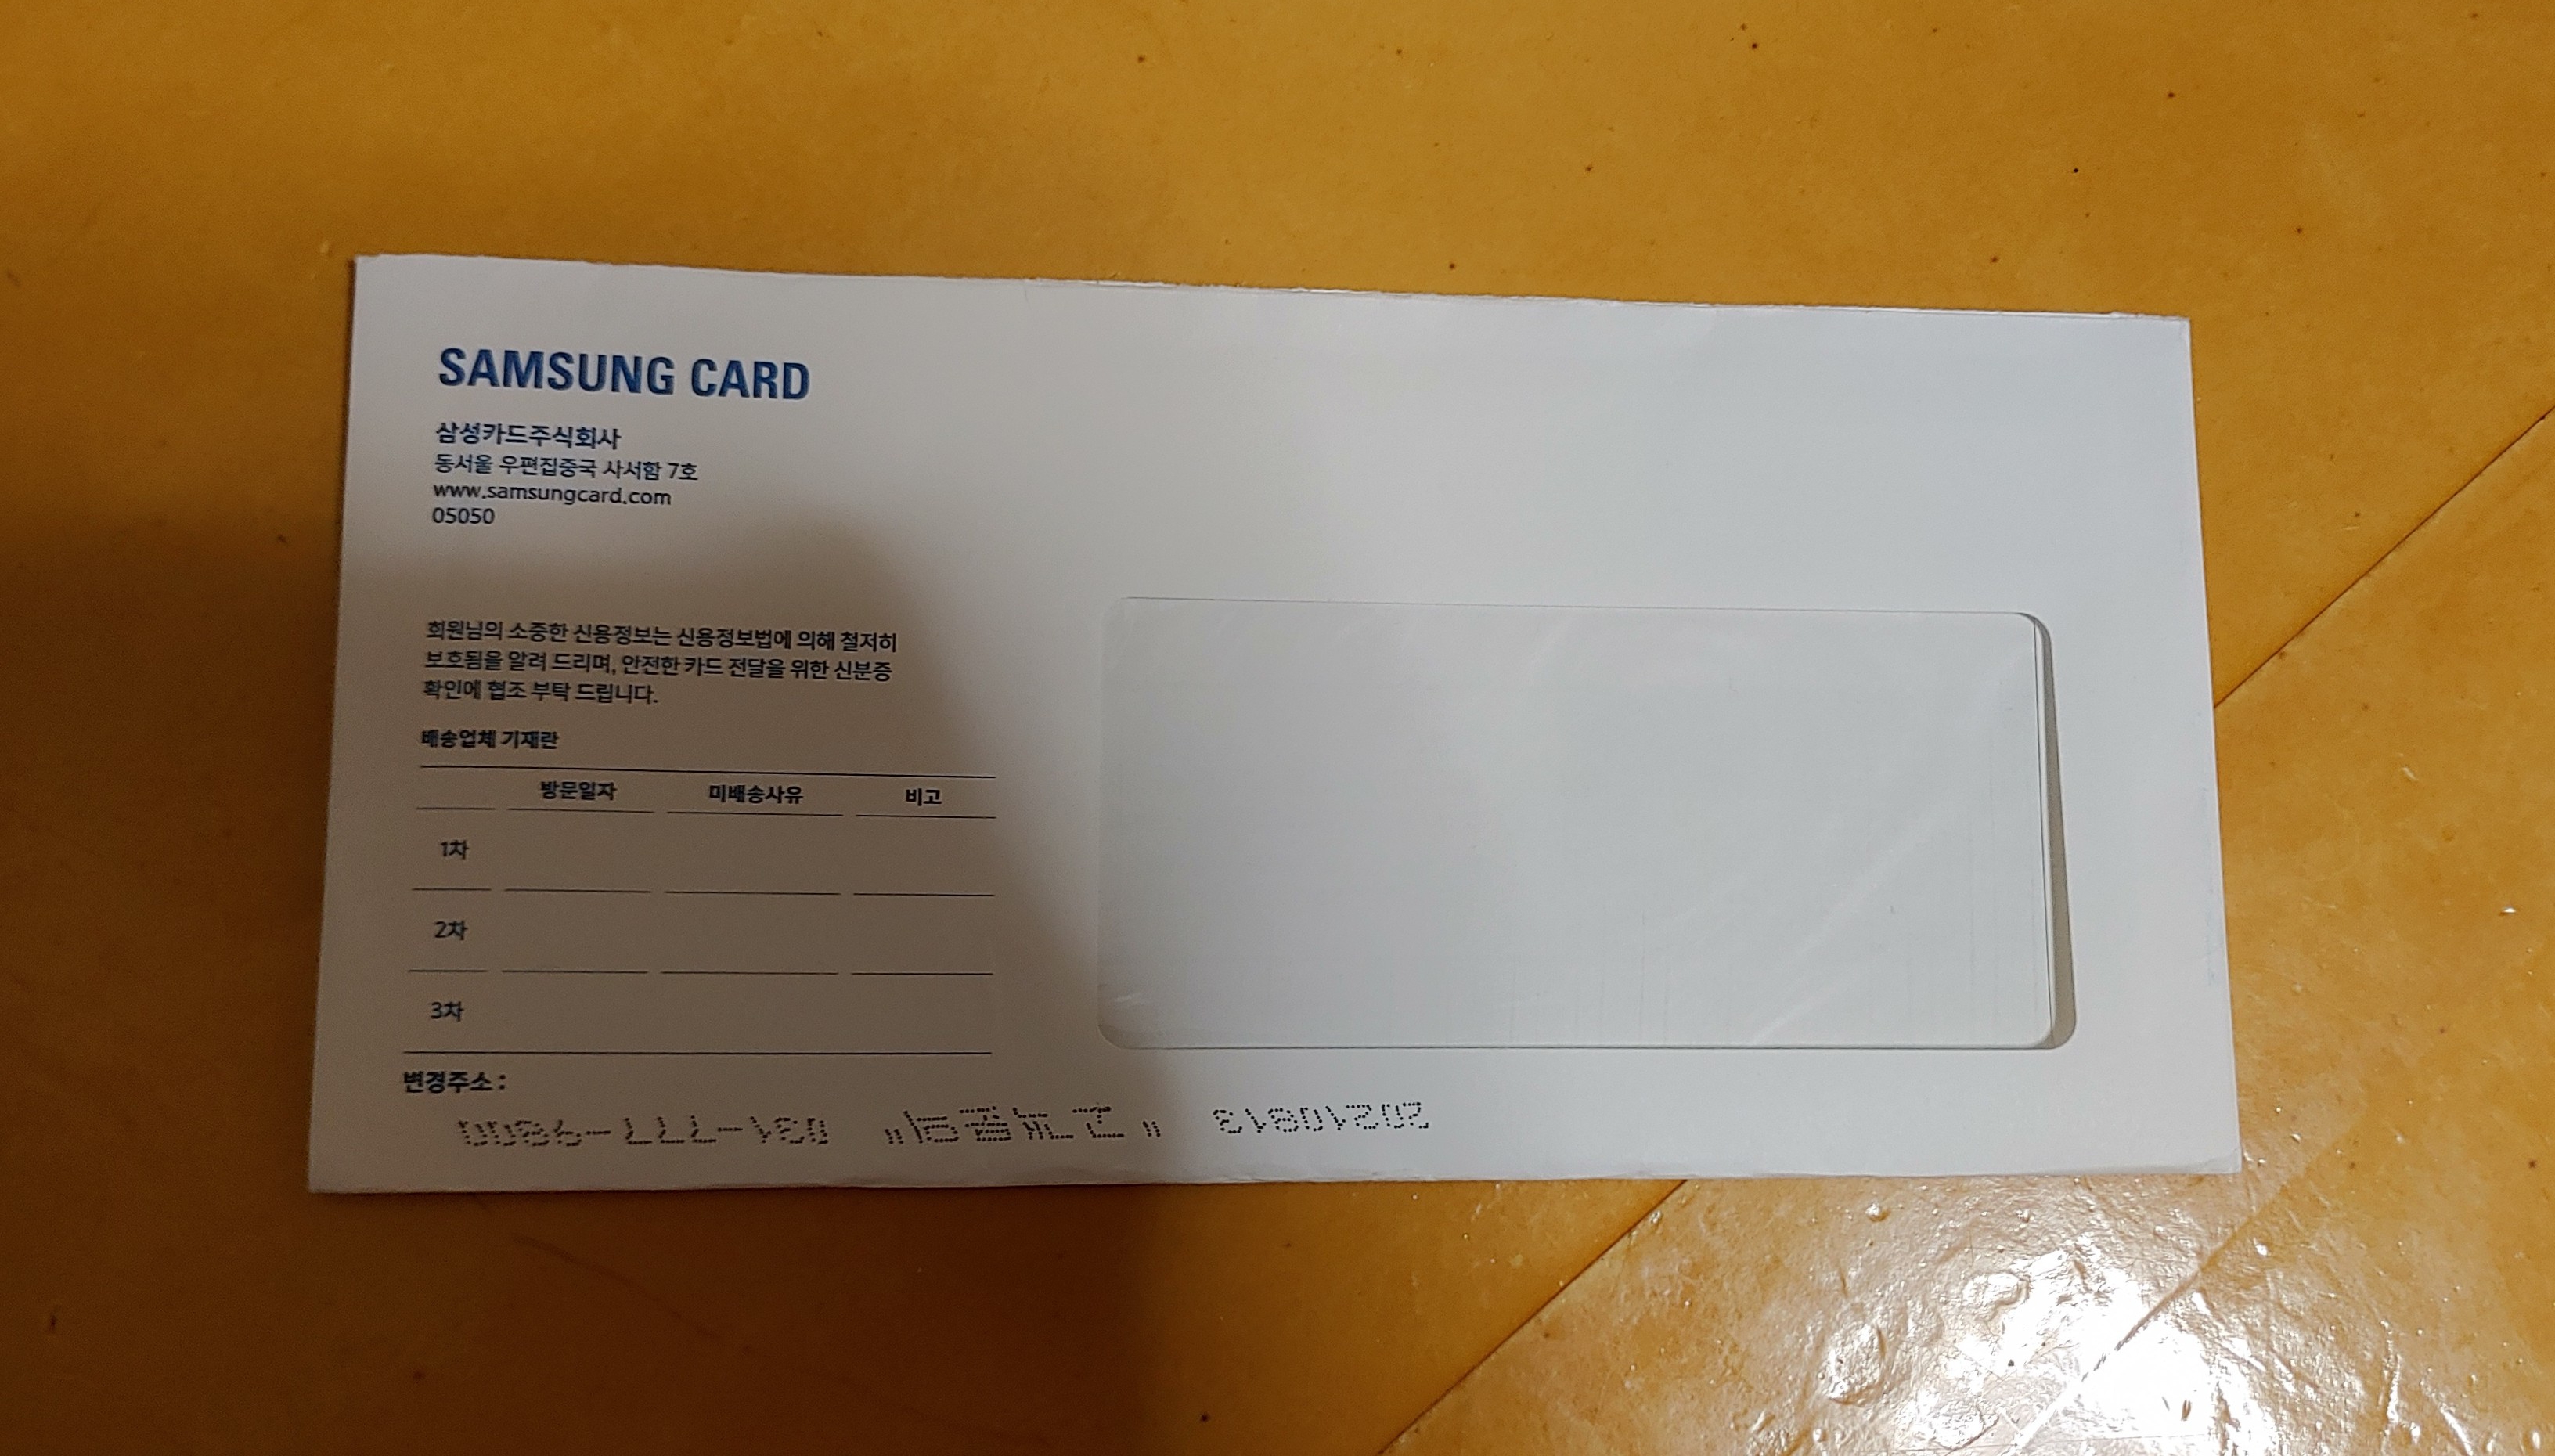 SAMSUNG CARD
삼성카드주식회사
동서울 우편집중국 사서함 7호
www.samsungcard.com
05050
회원님의 소중한 신용정보는 신용정보법에 의해 철저히
보호됨을 알려 드리며, 안전한 카드 전달을 위한 신분증
확인에 협조 부탁 드립니다.
배송업체 기재란
방문일자 미배송사유 비고
1차
2차
3차
변경주소 :
20210813 031-777-9800